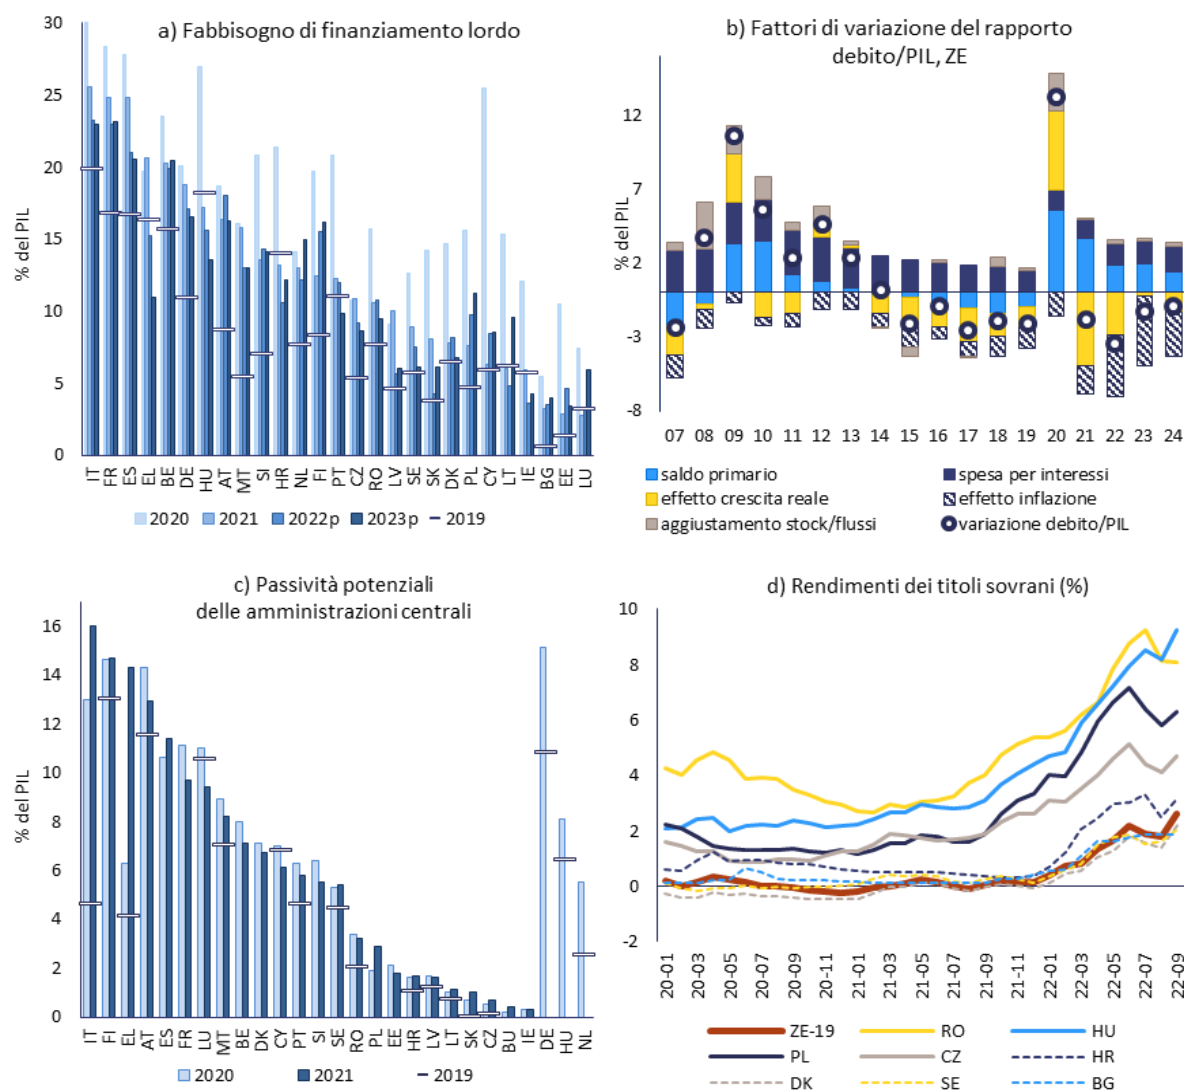 a) Fabbisogno di finanziamento lordo
% del PIL
30
25
20
15
10
5
0
IT FR ES EL BE DE HU AT MT SI HR NL FI PT CZ RO LV SE SK DK PL CY LT IE BG EE LU
2020 2021 2022p 2023p 2019
b) Fattori di variazione del rapporto
debito/PIL, ZE
% del PIL
12
7
2
-3
-8
07 08 09 10 11 12 13 14 15 16 17 18 19 20 21 22 23 24
saldo primario spesa per interessi
effetto crescita reale effetto inflazione
aggiustamento stock/flussi variazione debito/PIL
c) Passività potenziali
delle amministrazioni centrali
% del PIL
16
14
12
10
8
6
4
2
0
IT FI EL AT ES FR LU MT BE DK CY PT SI SE RO PL EE HR LV LT SK CZ BU IE DE HU NL
2020 2021 2019
d) Rendimenti dei titoli sovrani (%)
10
8
6
4
2
0
-2
20-01 20-03 20-05 20-07 20-09 20-11 21-01 21-03 21-05 21-07 21-09 21-11 22-01 22-03 22-05 22-07 22-09
ZE-19 RO HU
PL CZ HR
DK SE BG